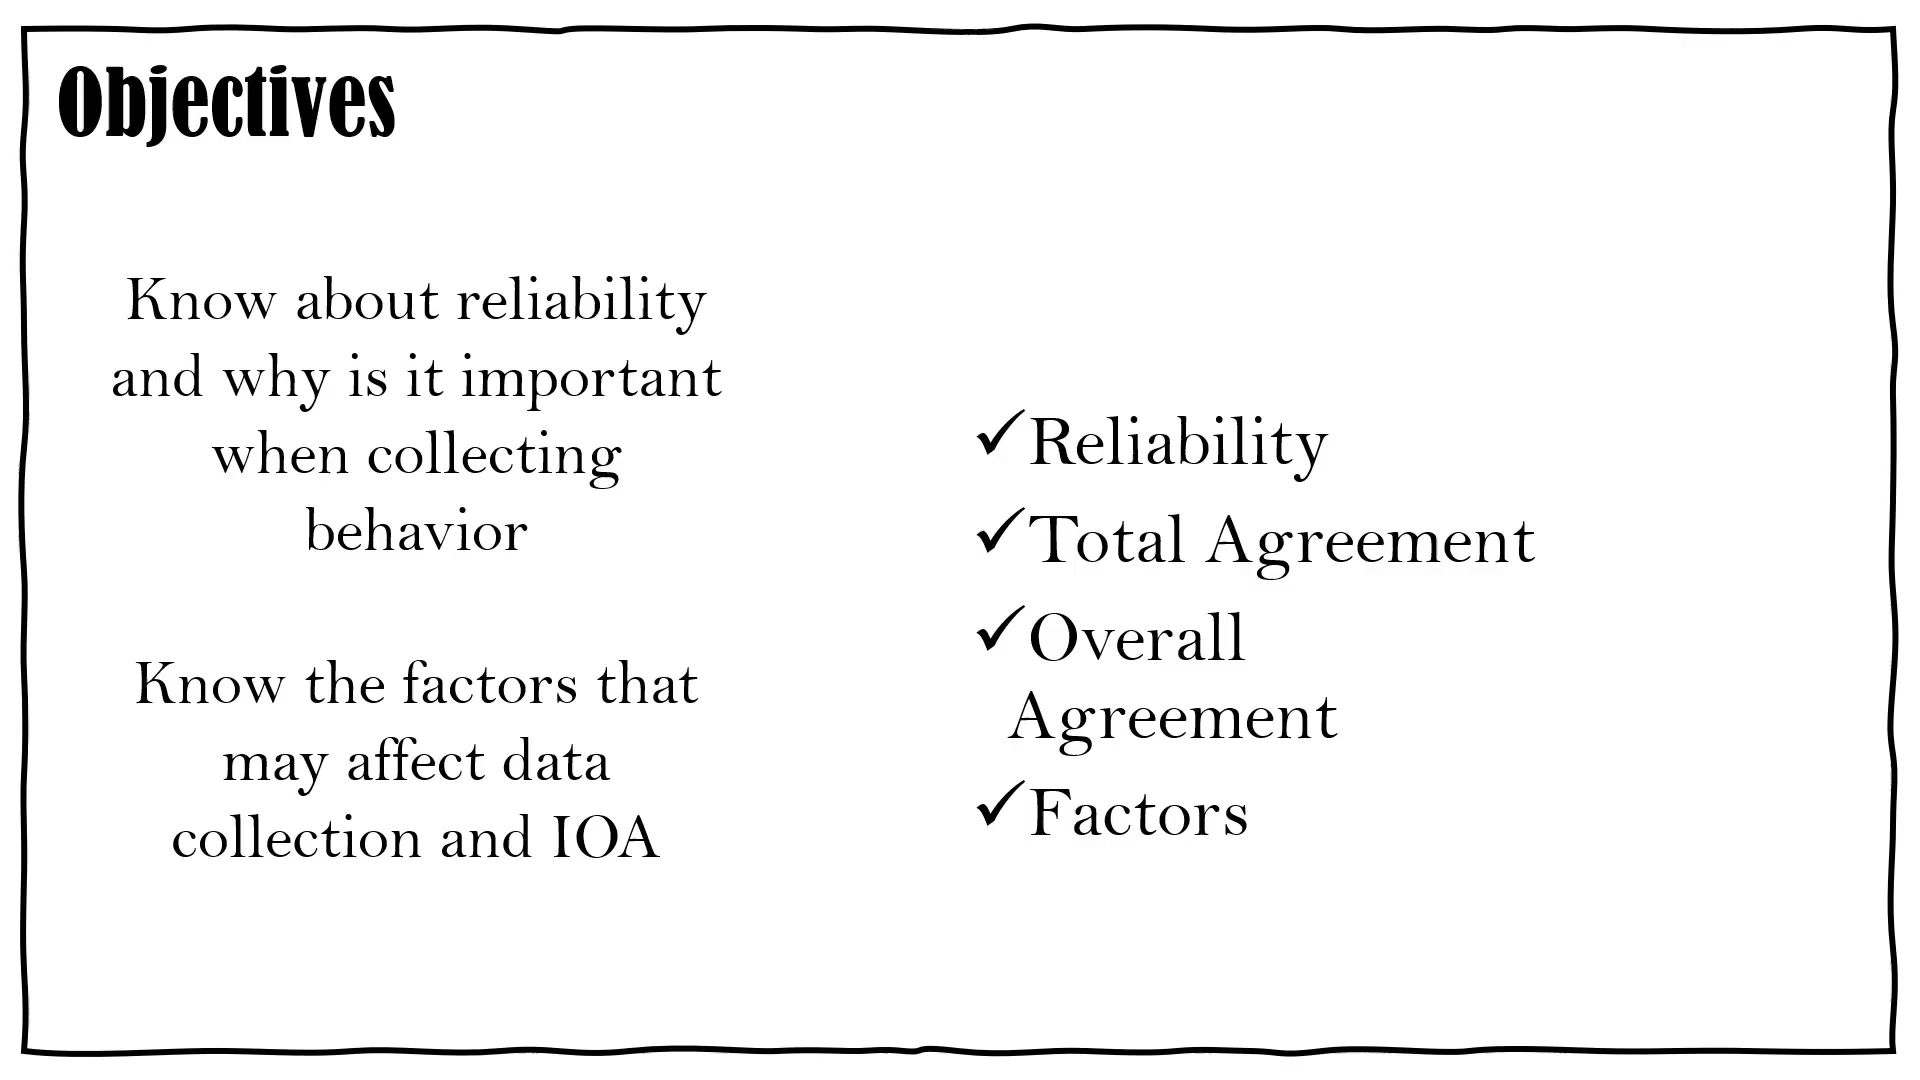 Objectives
Know about reliability
and why is it important
when collecting
behavior
Know the factors that
may affect data
collection and IOA
✓Reliability
✓Total Agreement
✓Overall
Agreement
✓Factors